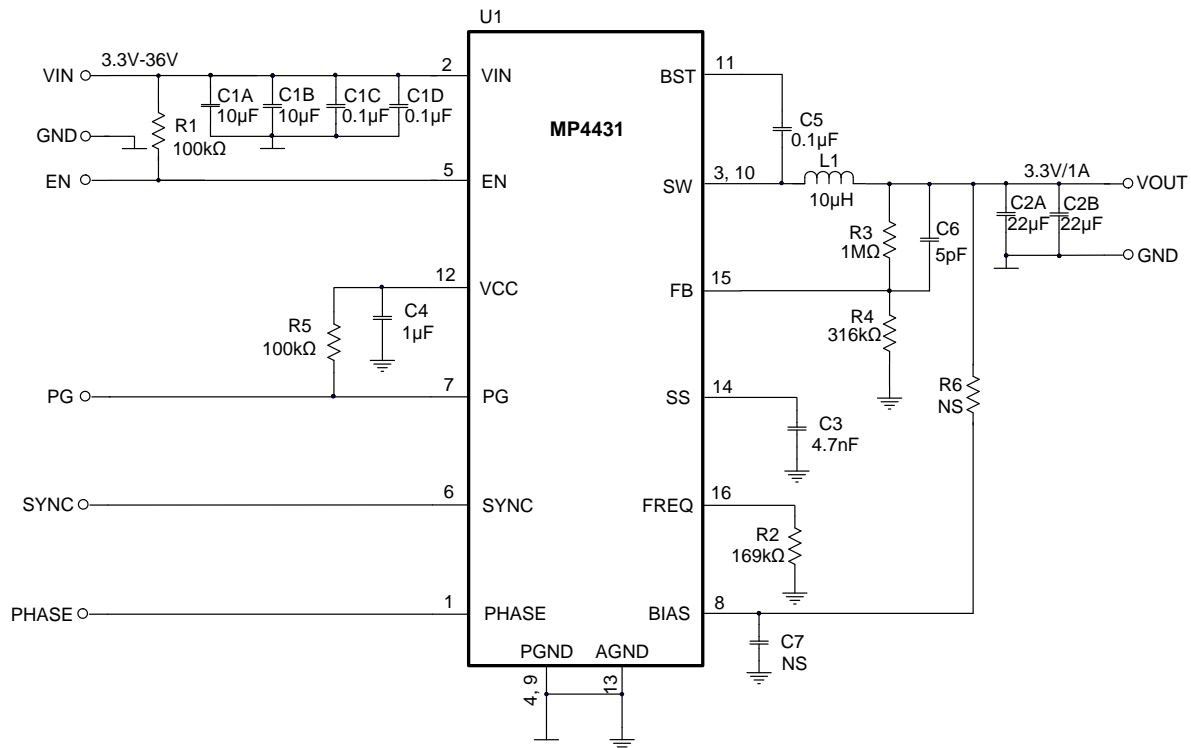 U1
3.3V-36V
VIN
2
VIN
BST
11
C1A
10µF
C1B
10µF
C1C
0.1µF
C1D
0.1µF
MP4431
C5
0.1µF
GND
R1
100kΩ
L1
10µH
EN
5
EN
SW
3, 10
3.3V/1A
VOUT
C2A
22µF
C2B
22µF
R3
1MΩ
C6
5pF
GND
12
VCC
FB
15
C4
1µF
R5
100kΩ
R4
316kΩ
PG
7
PG
SS
14
R6
NS
C3
4.7nF
SYNC
6
SYNC
FREQ
16
R2
169kΩ
PHASE
1
PHASE
BIAS
8
C7
NS
PGND
AGND
4, 9
13